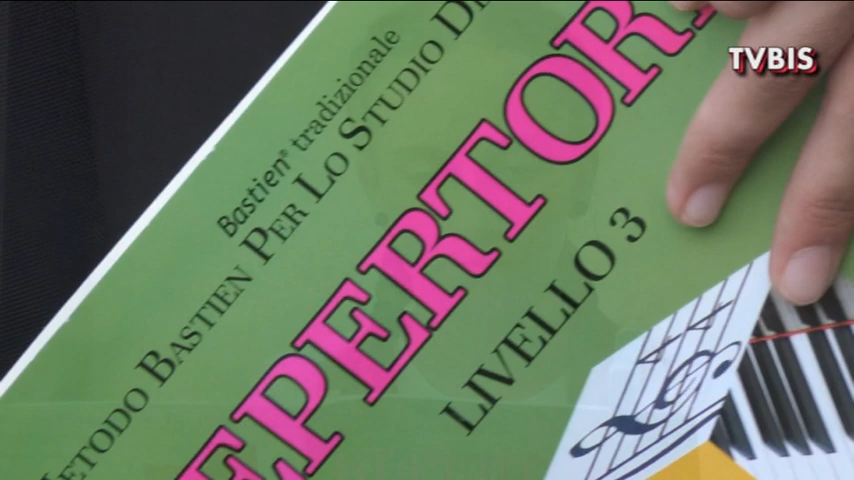 TVBIS
Bastien® tradizionale
METODO BASTIEN PER LO STUDIO
EPERTOR
LIVELLO 3